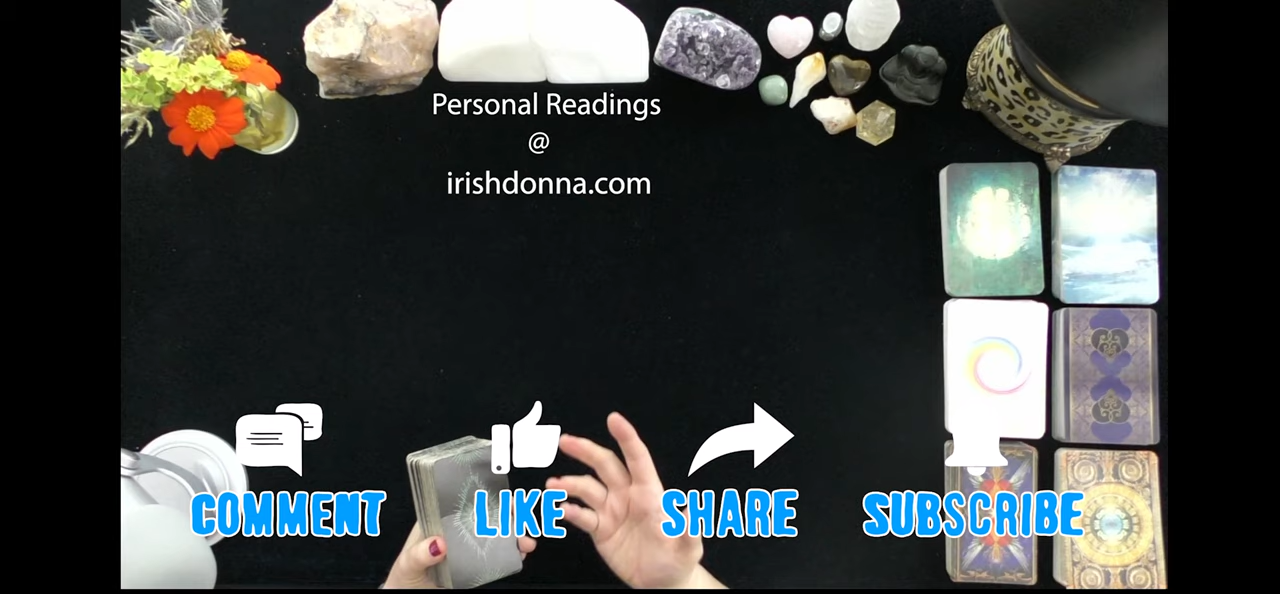 Personal Readings
@
irishdonna.com
COMMENT
LIKE
SHARE
SUBSCRIBE